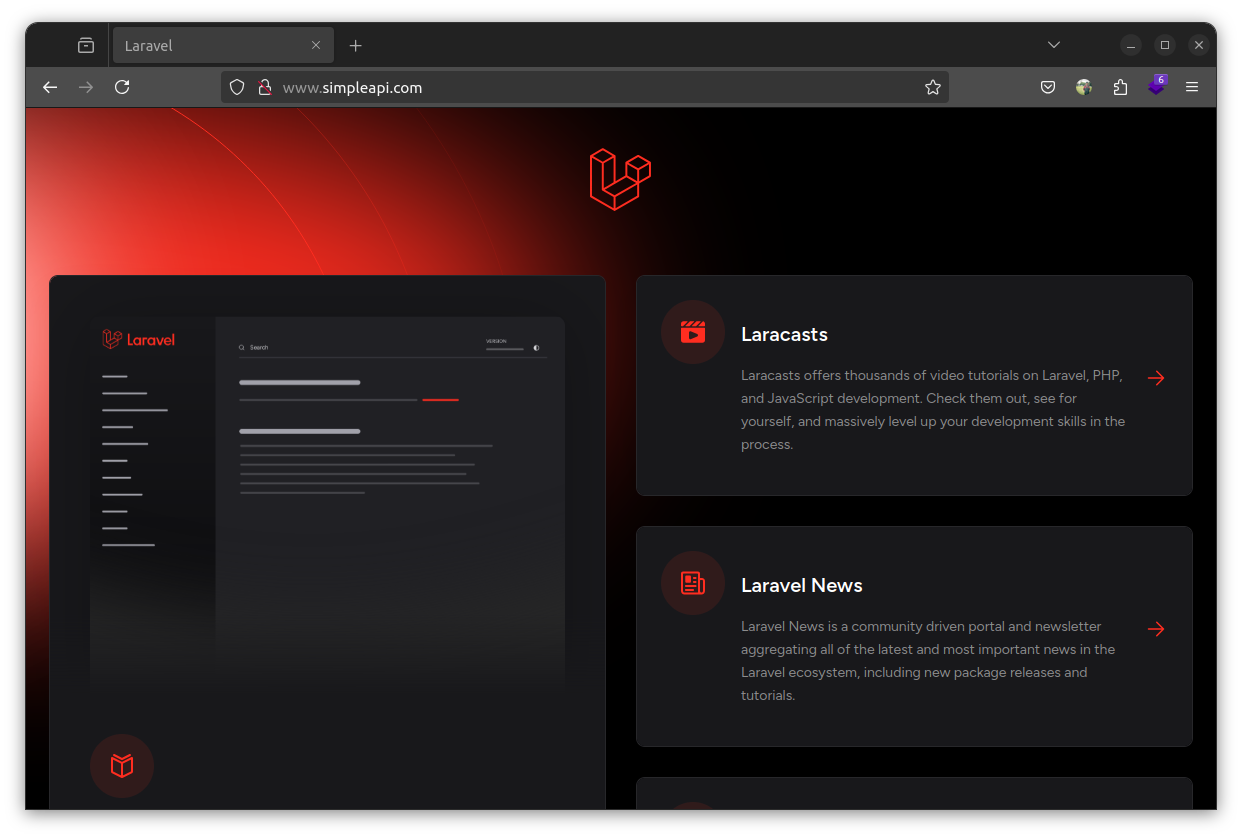 Laravel
www.simpleapi.com
6
Laravel
Search
VERSION
Laracasts
Laracasts offers thousands of video tutorials on Laravel, PHP,
and JavaScript development. Check them out, see for
yourself, and massively level up your development skills in the
process.
Laravel News
Laravel News is a community driven portal and newsletter
aggregating all of the latest and most important news in the
Laravel ecosystem, including new package releases and
tutorials.